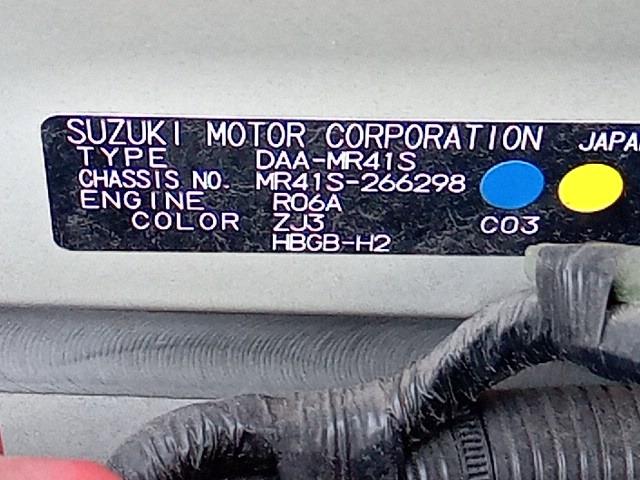 SUZUKI MOTOR CORPORATION JAPAN
TYPE DAA-MR41S
CHASSIS NO. MR41S-266298
ENGINE R06A
COLOR ZJ3 C03
HBGB-H2